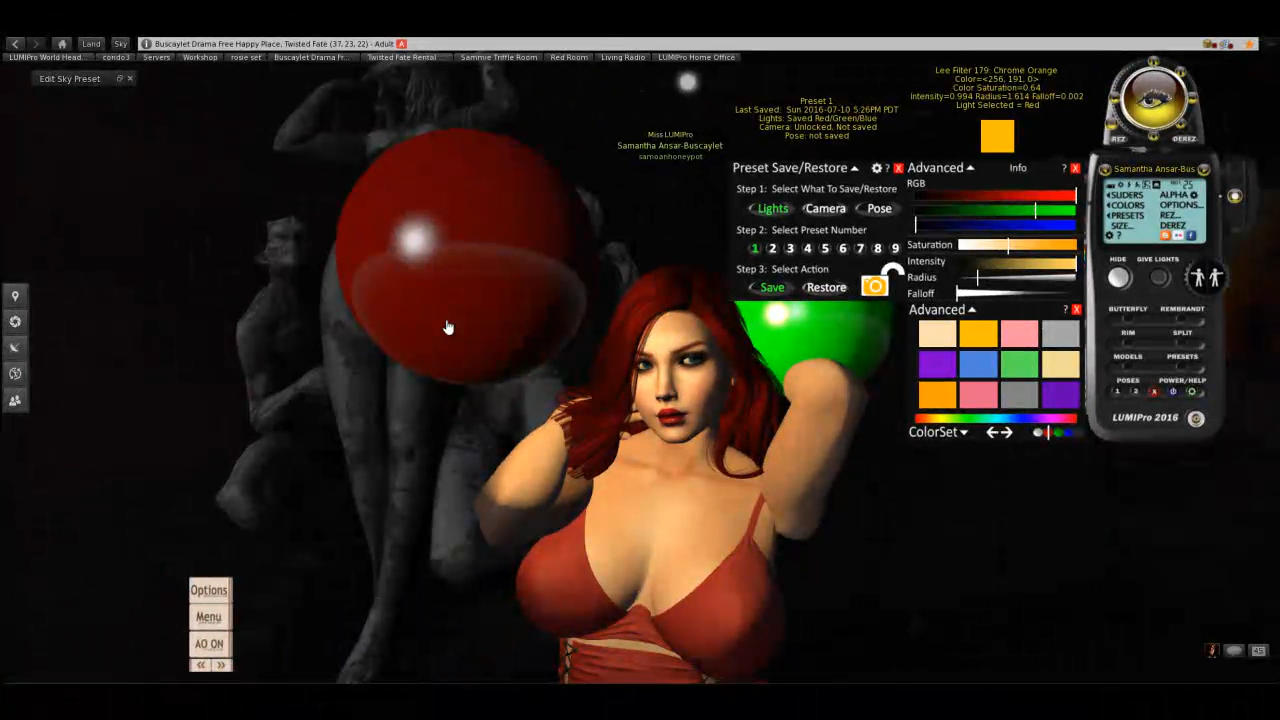 Land Sky Buscaylet Drama Free Happy Place, Twisted Fate (37, 23, 22) - Adult A
LUMIPro World Head... condo3 Servers Workshop rosie set Buscaylet Drama Fr... Twisted Fate Rental Sammie Triffle Room Red Room Living Radio LUMIPro Home Office
Edit Sky Preset
Miss LUMIPro
Samantha Ansar-Buscaylet
samoanhoneypot
Preset 1
Last Saved: Sun 2016-07-10 5:26PM PDT
Lights: Saved Red/Green/Blue
Camera: Unlocked, Not saved
Pose: not saved
Lee Filter 179: Chrome Orange
Color=<256, 191, 0>
Color Saturation=0.64
Intensity=0.994 Radius=1.614 Falloff=0.002
Light Selected = Red
Preset Save/Restore ? X
Step 1: Select What To Save/Restore
Lights Camera Pose
Step 2: Select Preset Number
1 2 3 4 5 6 7 8 9
Step 3: Select Action
Save Restore
Advanced Info ? X
RGB
Saturation
Intensity
Radius
Falloff
Advanced ? X
ColorSet
REZ DEREZ
Samantha Ansar-Bus
25
SLIDERS ALPHA
COLORS OPTIONS...
PRESETS REZ...
SIZE... DEREZ
?
HIDE GIVE LIGHTS
BUTTERFLY REMBRANDT
RIM SPLIT
MODELS PRESETS
POSES POWER/HELP
1 2 X
LUMIPro 2016
Options
Menu
AO ON
<< >>